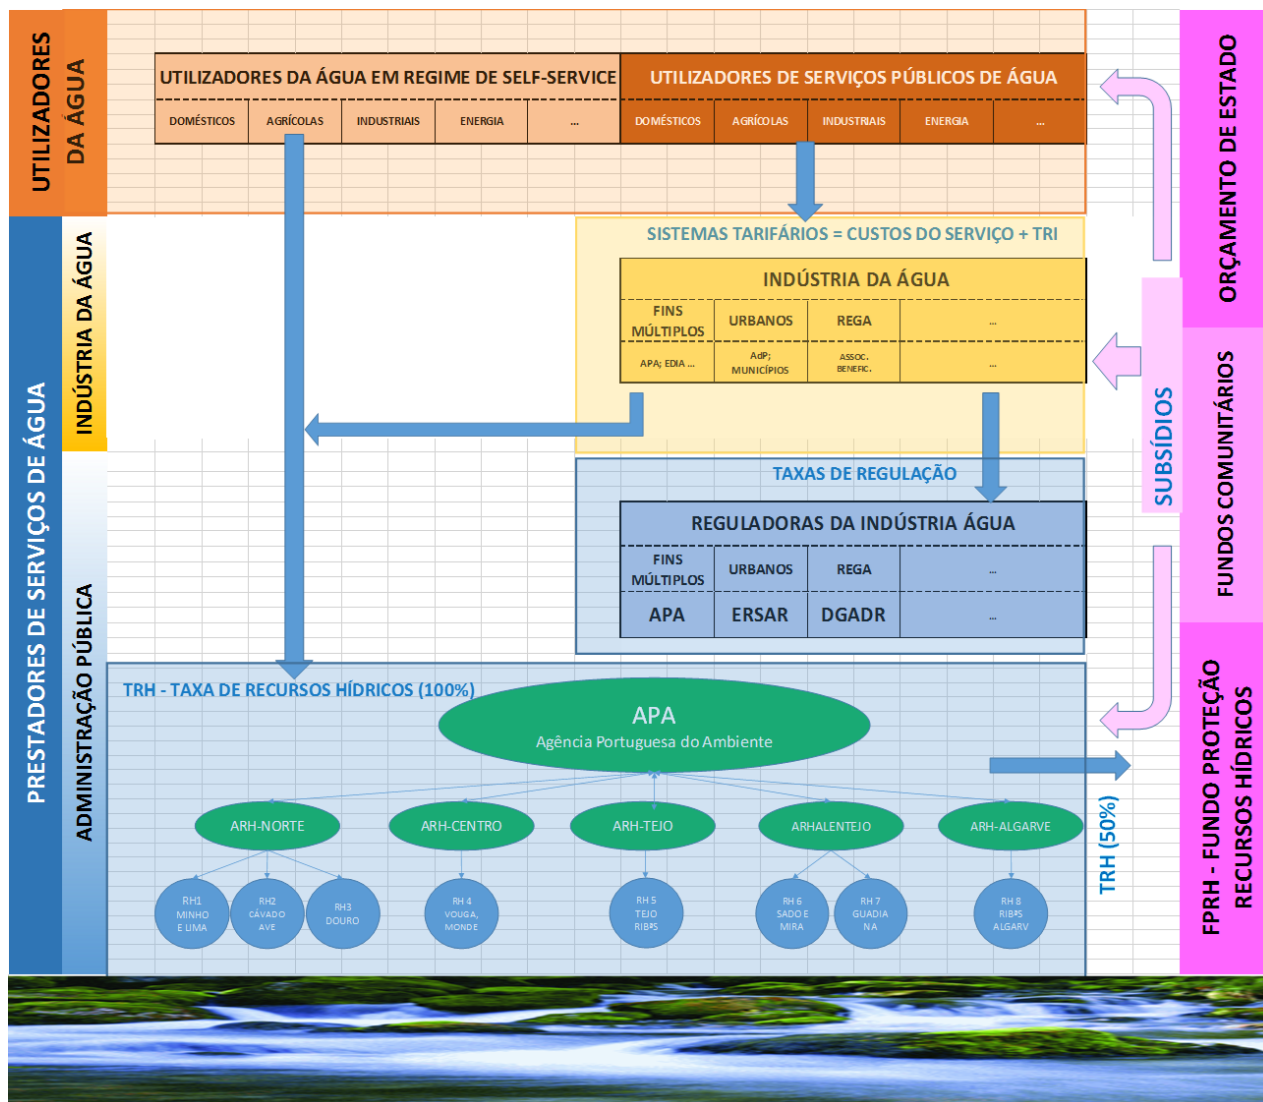 UTILIZADORES
DA ÁGUA
UTILIZADORES DA ÁGUA EM REGIME DE SELF-SERVICE
UTILIZADORES DE SERVIÇOS PÚBLICOS DE ÁGUA
DOMÉSTICOS
AGRÍCOLAS
INDUSTRIAIS
ENERGIA
...
DOMÉSTICOS
AGRÍCOLAS
INDUSTRIAIS
ENERGIA
...
ORÇAMENTO DE ESTADO
PRESTADORES DE SERVIÇOS DE ÁGUA
INDÚSTRIA DA ÁGUA
SISTEMAS TARIFÁRIOS = CUSTOS DO SERVIÇO + TRI
INDÚSTRIA DA ÁGUA
FINS
MÚLTIPLOS
URBANOS
REGA
...
APA; EDIA ...
AdP;
MUNICÍPIOS
ASSOC.
BENEFIC.
...
SUBSÍDIOS
FUNDOS COMUNITÁRIOS
ADMINISTRAÇÃO PÚBLICA
TAXAS DE REGULAÇÃO
REGULADORAS DA INDÚSTRIA ÁGUA
FINS
MÚLTIPLOS
URBANOS
REGA
...
APA
ERSAR
DGADR
...
TRH - TAXA DE RECURSOS HÍDRICOS (100%)
APA
Agência Portuguesa do Ambiente
ARH-NORTE
ARH-CENTRO
ARH-TEJO
ARHALENTEJO
ARH-ALGARVE
RH1
MINHO
E LIMA
RH2
CÁVADO
AVE
RH3
DOURO
RH 4
VOUGA,
MONDE
RH 5
TEJO
RIBªS
RH 6
SADO E
MIRA
RH 7
GUADIA
NA
RH 8
RIBªS
ALGARV
TRH (50%)
FPRH - FUNDO PROTEÇÃO
RECURSOS HÍDRICOS